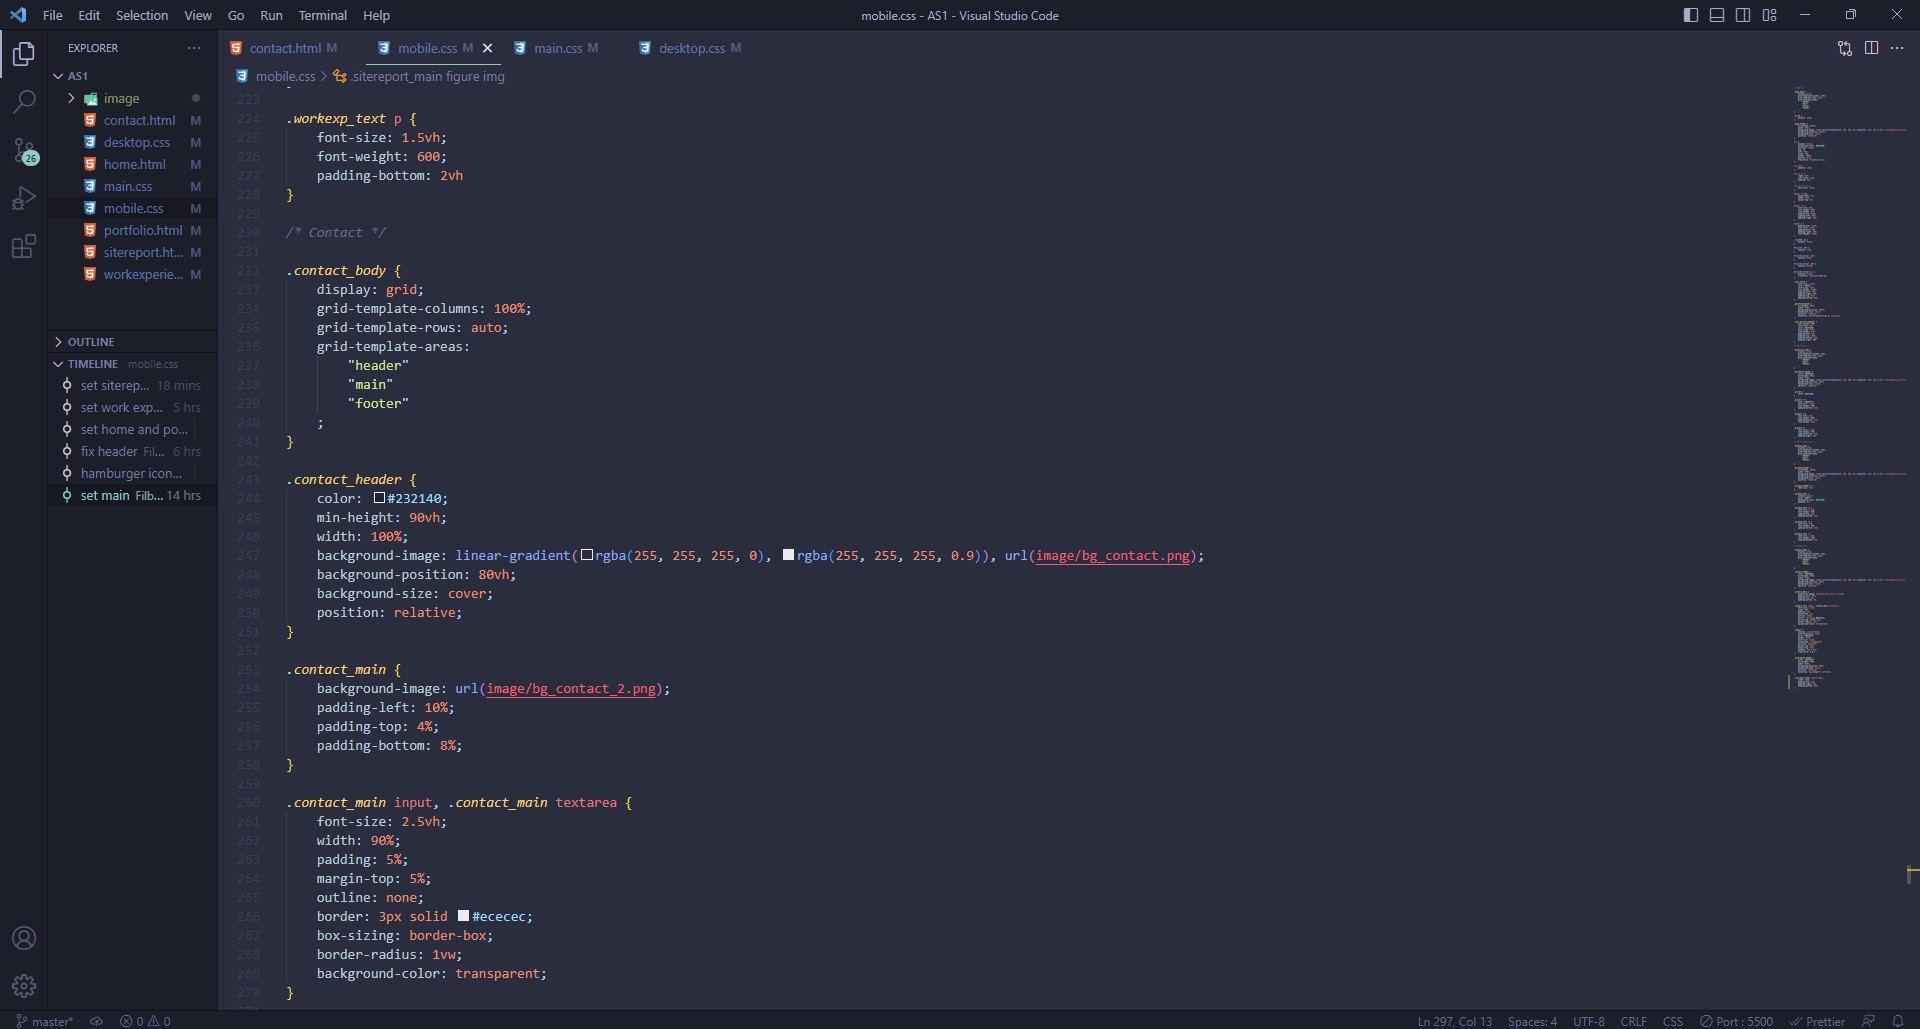 File Edit Selection View Go Run Terminal Help
mobile.css - AS1 - Visual Studio Code
EXPLORER
AS1
image
contact.html M
desktop.css M
home.html M
main.css M
mobile.css M
portfolio.html M
sitereport.ht... M
workexperie... M
OUTLINE
TIMELINE mobile.css
set siterep... 18 mins
set work exp... 5 hrs
set home and po...
fix header Fil... 6 hrs
hamburger icon...
set main Filb... 14 hrs
26
contact.html M mobile.css M main.css M desktop.css M
mobile.css > .sitereport_main figure img
223
224 .workexp_text p {
225 font-size: 1.5vh;
226 font-weight: 600;
227 padding-bottom: 2vh
228 }
229
230 /* Contact */
231
232 .contact_body {
233 display: grid;
234 grid-template-columns: 100%;
235 grid-template-rows: auto;
236 grid-template-areas:
237 "header"
238 "main"
239 "footer"
240 ;
241 }
242
243 .contact_header {
244 color: #232140;
245 min-height: 90vh;
246 width: 100%;
247 background-image: linear-gradient(rgba(255, 255, 255, 0), rgba(255, 255, 255, 0.9)), url(image/bg_contact.png);
248 background-position: 80vh;
249 background-size: cover;
250 position: relative;
251 }
252
253 .contact_main {
254 background-image: url(image/bg_contact_2.png);
255 padding-left: 10%;
256 padding-top: 4%;
257 padding-bottom: 8%;
258 }
259
260 .contact_main input, .contact_main textarea {
261 font-size: 2.5vh;
262 width: 90%;
263 padding: 5%;
264 margin-top: 5%;
265 outline: none;
266 border: 3px solid #ececec;
267 box-sizing: border-box;
268 border-radius: 1vw;
269 background-color: transparent;
270 }
master* 0 0 Ln 297, Col 13 Spaces: 4 UTF-8 CRLF CSS Port : 5500 Prettier